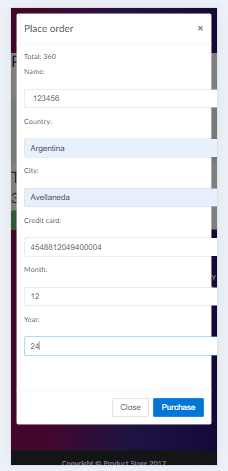 Place order
×
Total: 360
Name:
123456
Country:
Argentina
City:
Avellaneda
Credit card:
4548812049400004
Month:
12
Year:
24
Close Purchase
Copyright © Product Store 2017